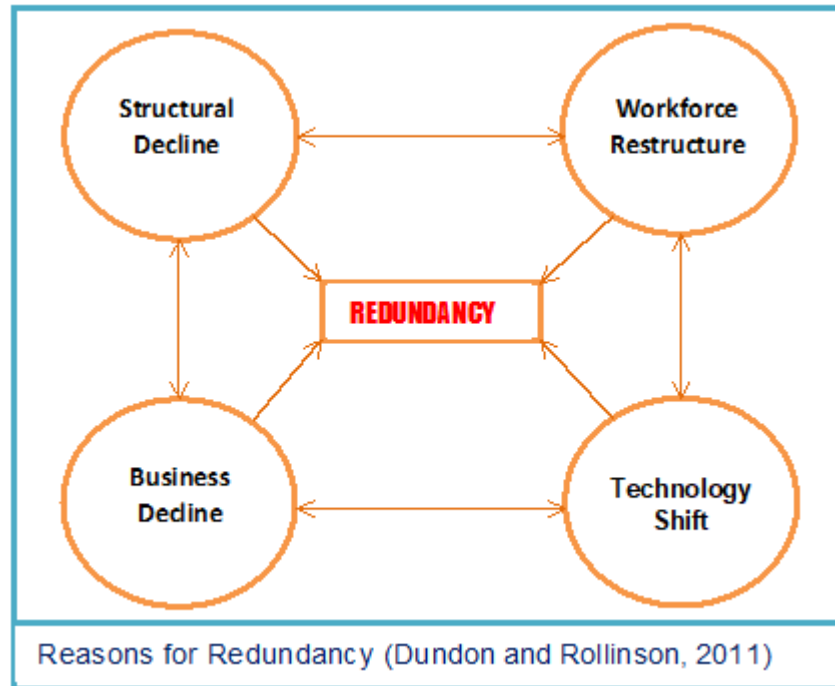 Structural
Decline
Workforce
Restructure
REDUNDANCY
Business
Decline
Technology
Shift
Reasons for Redundancy (Dundon and Rollinson, 2011)